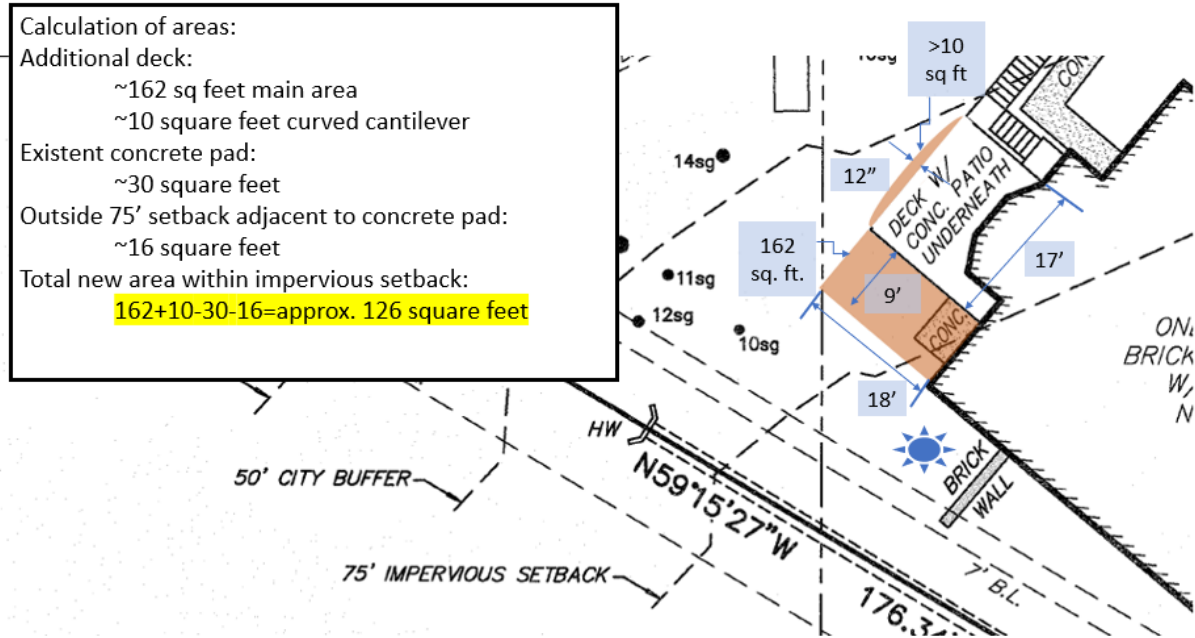 Calculation of areas:
Additional deck:
~162 sq feet main area
~10 square feet curved cantilever
Existent concrete pad:
~30 square feet
Outside 75’ setback adjacent to concrete pad:
~16 square feet
Total new area within impervious setback:
162+10-30-16=approx. 126 square feet
>10
sq ft
CON
14sg
12”
DECK W/
CONC. PATIO
UNDERNEATH
162
sq. ft.
17’
11sg
9’
12sg
10sg
CONC.
18’
BRICK
W/
N
HW
BRICK
WALL
50' CITY BUFFER
N59°15'27"W
75' IMPERVIOUS SETBACK
7' B.L.
176.34'